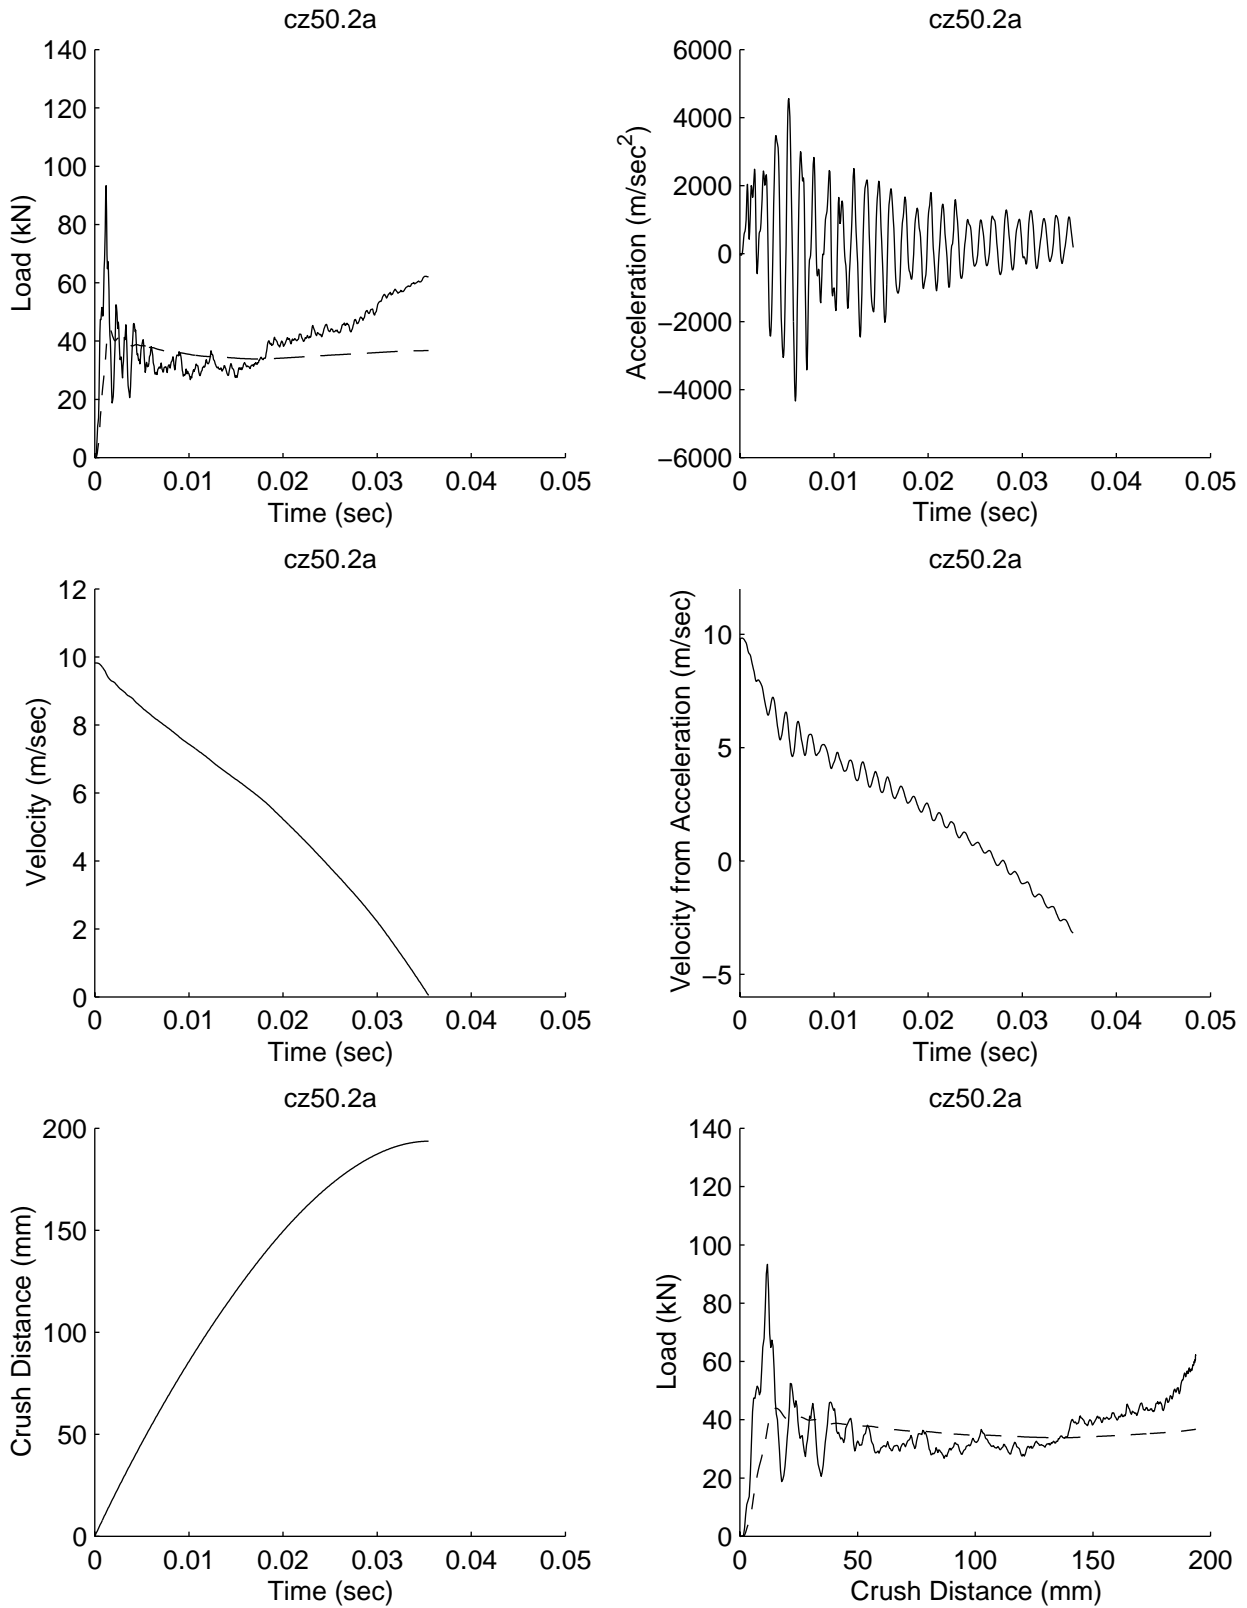 cz50.2a
140
120
100
80
60
40
20
0
Load (kN)
0 0.01 0.02 0.03 0.04 0.05
Time (sec)
cz50.2a
6000
4000
2000
0
−2000
−4000
−6000
Acceleration (m/sec2)
0 0.01 0.02 0.03 0.04 0.05
Time (sec)
cz50.2a
12
10
8
6
4
2
0
Velocity (m/sec)
0 0.01 0.02 0.03 0.04 0.05
Time (sec)
cz50.2a
10
5
0
−5
Velocity from Acceleration (m/sec)
0 0.01 0.02 0.03 0.04 0.05
Time (sec)
cz50.2a
200
150
100
50
0
Crush Distance (mm)
0 0.01 0.02 0.03 0.04 0.05
Time (sec)
cz50.2a
140
120
100
80
60
40
20
0
Load (kN)
0 50 100 150 200
Crush Distance (mm)